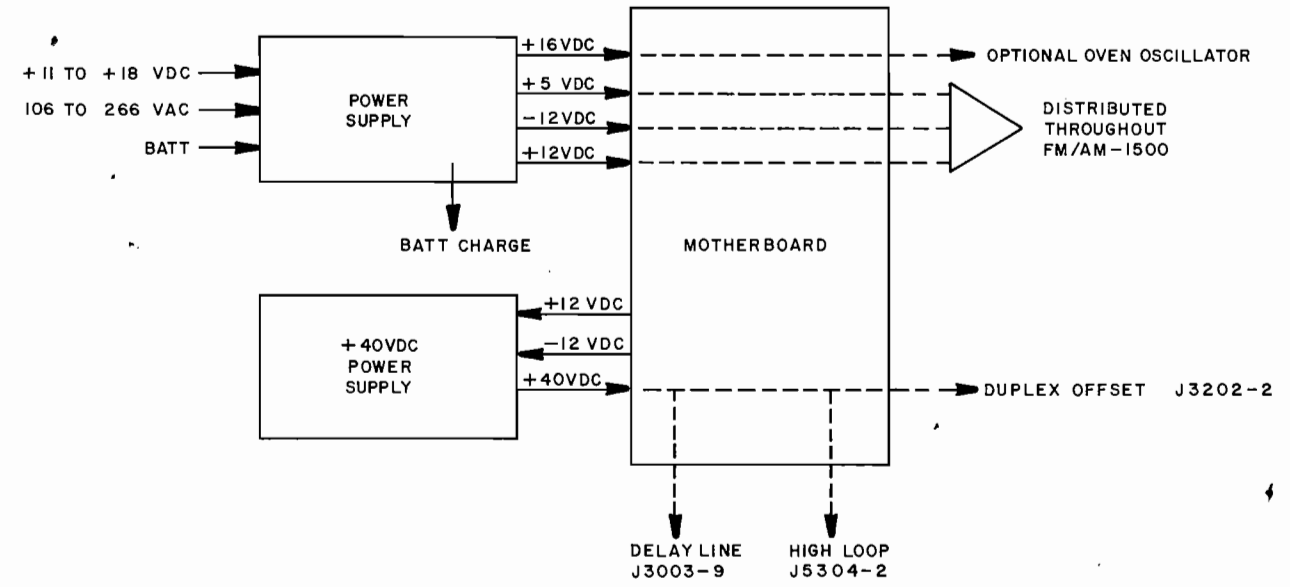 +11 TO +18 VDC
106 TO 266 VAC
BATT
POWER
SUPPLY
BATT CHARGE
+16VDC
+5 VDC
-12VDC
+12VDC
MOTHERBOARD
OPTIONAL OVEN OSCILLATOR
DISTRIBUTED
THROUGHOUT
FM/AM-1500
+40VDC
POWER
SUPPLY
+12 VDC
-12 VDC
+40VDC
DUPLEX OFFSET J3202-2
DELAY LINE
J3003-9
HIGH LOOP
J5304-2